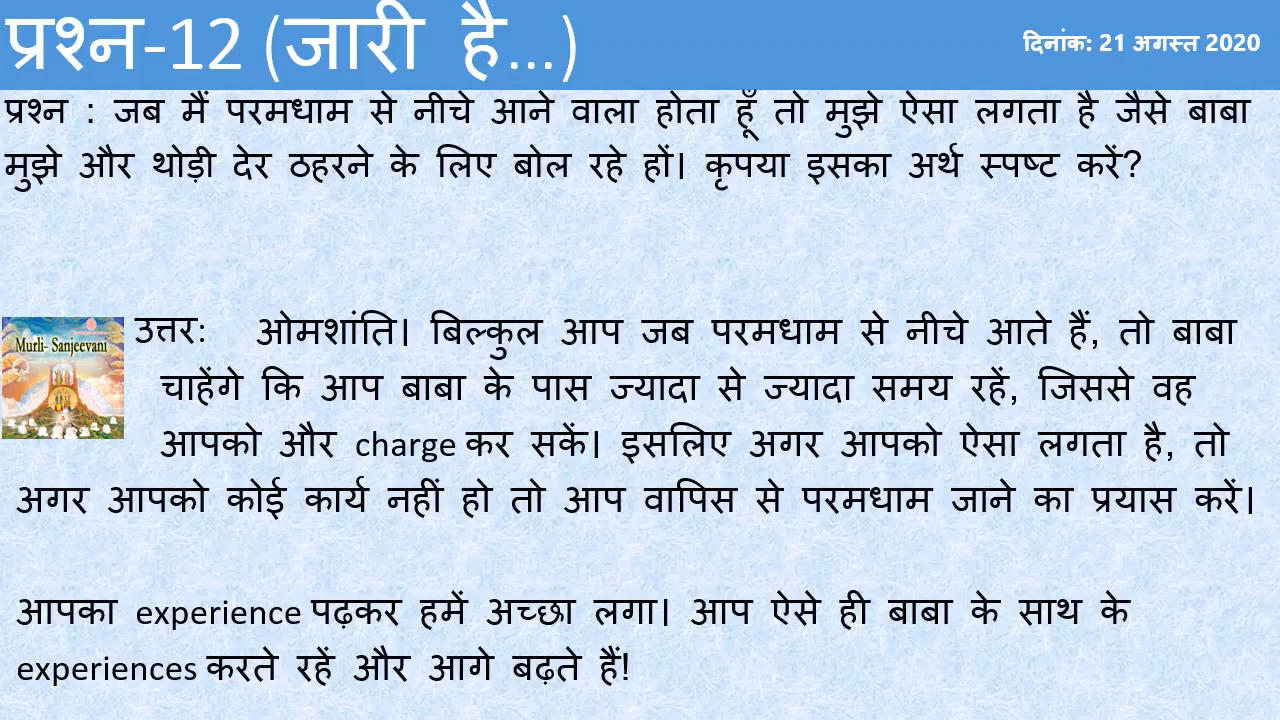 प्रश्न-12 (जारी है...)
दिनांक: 21 अगस्त 2020
प्रश्न : जब मैं परमधाम से नीचे आने वाला होता हूँ तो मुझे ऐसा लगता है जैसे बाबा
मुझे और थोड़ी देर ठहरने के लिए बोल रहे हों। कृपया इसका अर्थ स्पष्ट करें?
Murli- Sanjeevani
उत्तर: ओमशांति। बिल्कुल आप जब परमधाम से नीचे आते हैं, तो बाबा
चाहेंगे कि आप बाबा के पास ज्यादा से ज्यादा समय रहें, जिससे वह
आपको और charge कर सकें। इसलिए अगर आपको ऐसा लगता है, तो
अगर आपको कोई कार्य नहीं हो तो आप वापिस से परमधाम जाने का प्रयास करें।
आपका experience पढ़कर हमें अच्छा लगा। आप ऐसे ही बाबा के साथ के
experiences करते रहें और आगे बढ़ते हैं!